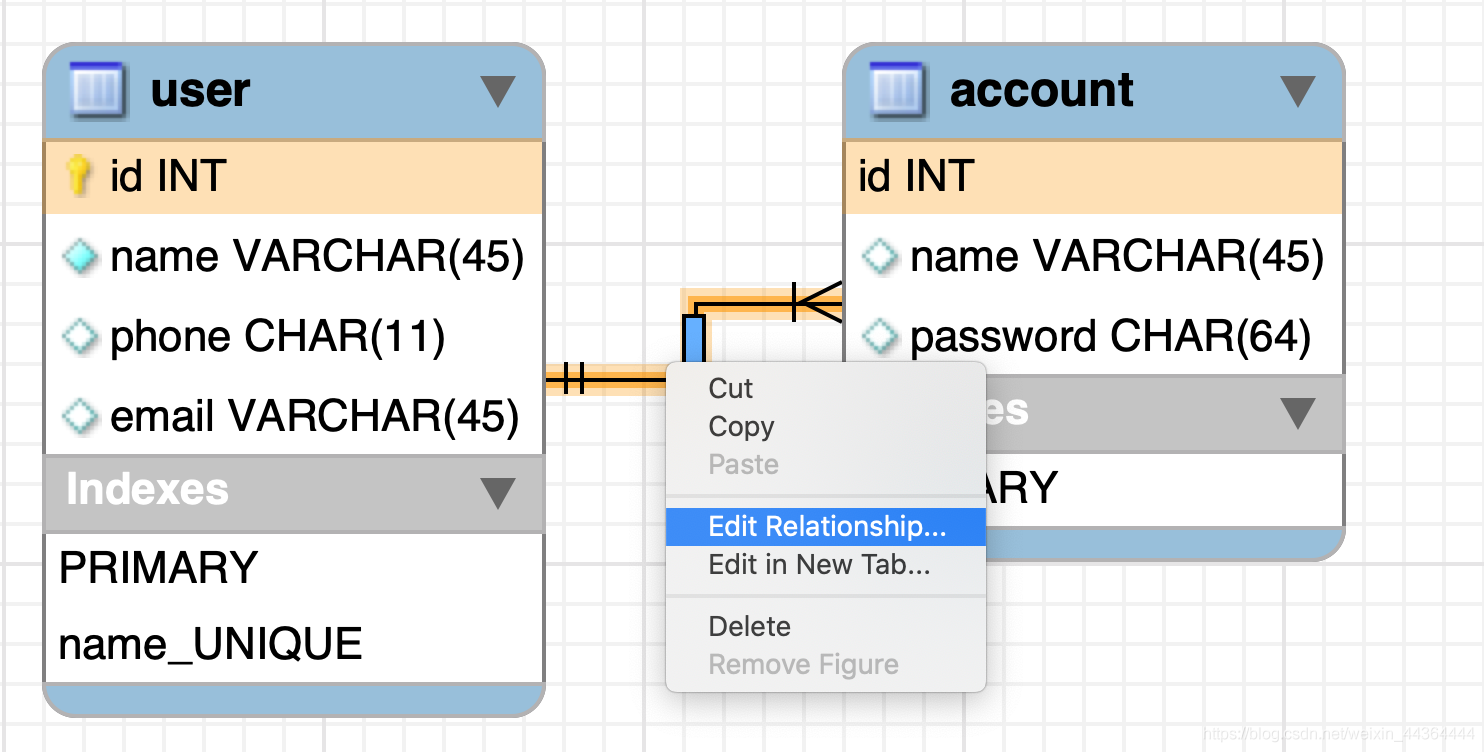 user
id INT
name VARCHAR(45)
phone CHAR(11)
email VARCHAR(45)
Indexes
PRIMARY
name_UNIQUE
account
id INT
name VARCHAR(45)
password CHAR(64)
es
ARY
Cut
Copy
Paste
Edit Relationship...
Edit in New Tab...
Delete
Remove Figure
https://blog.csdn.net/weixin_44364444